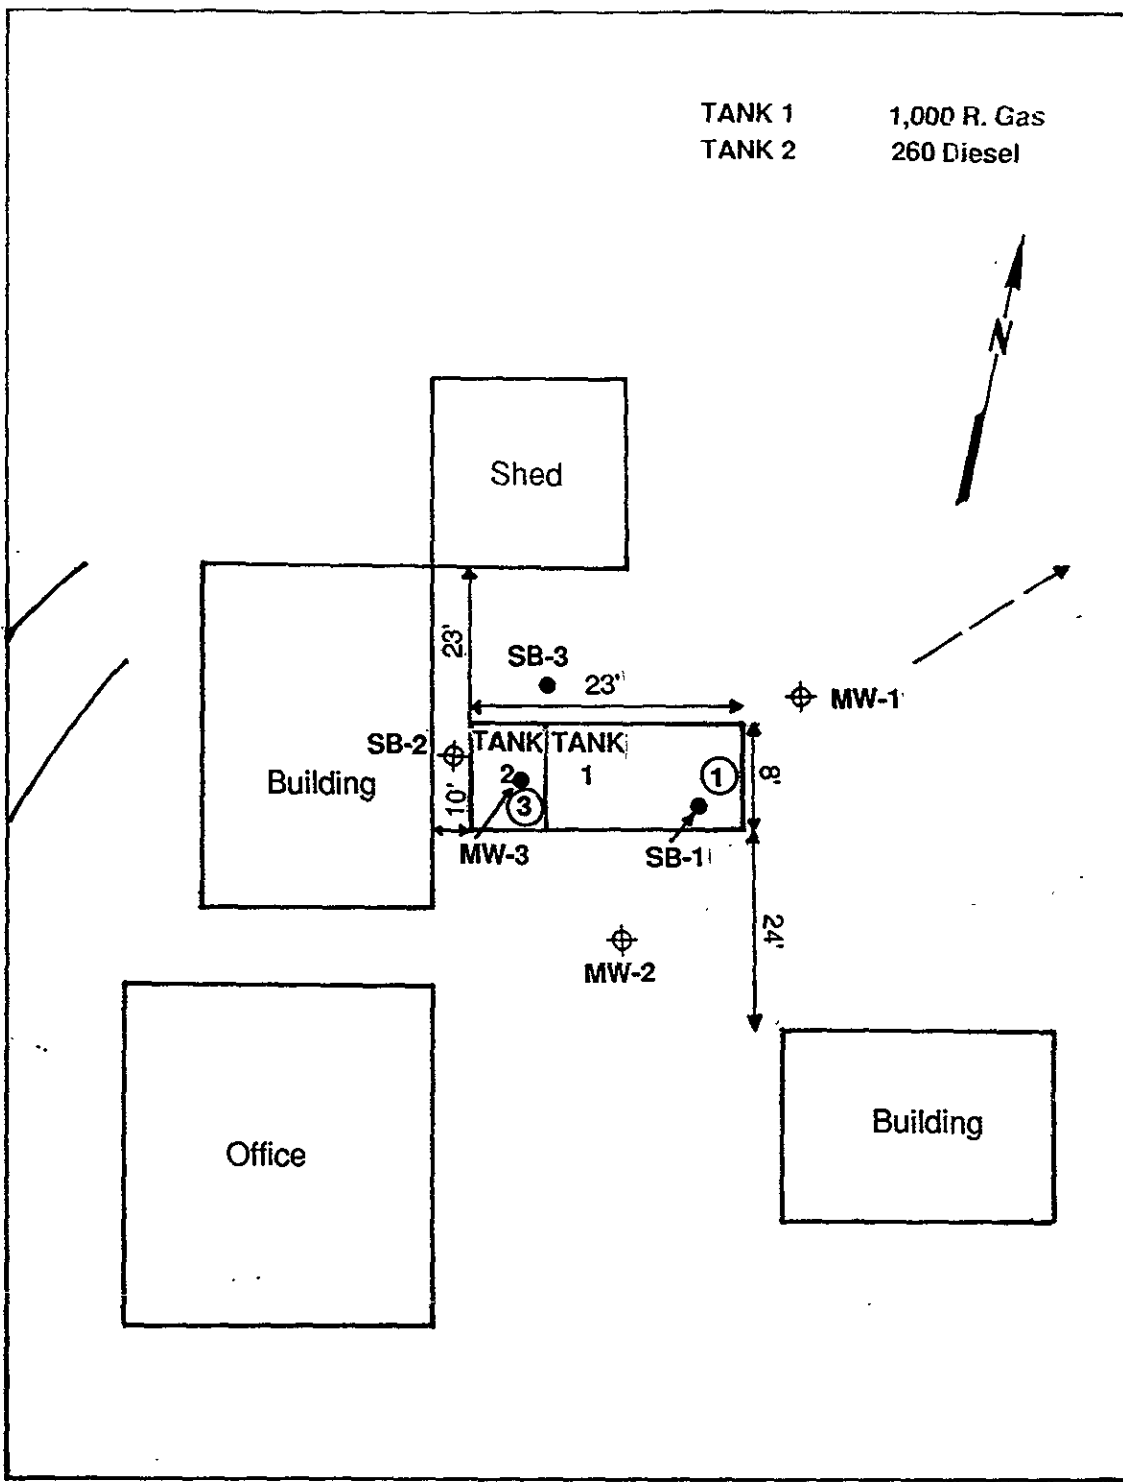 TANK 1 1,000 R. Gas
TANK 2 260 Diesel
N
Shed
23'
SB-3
23'
MW-1
SB-2
TANK TANK
2 1
1
8'
Building
10'
3
MW-3
SB-1
24'
MW-2
Building
Office